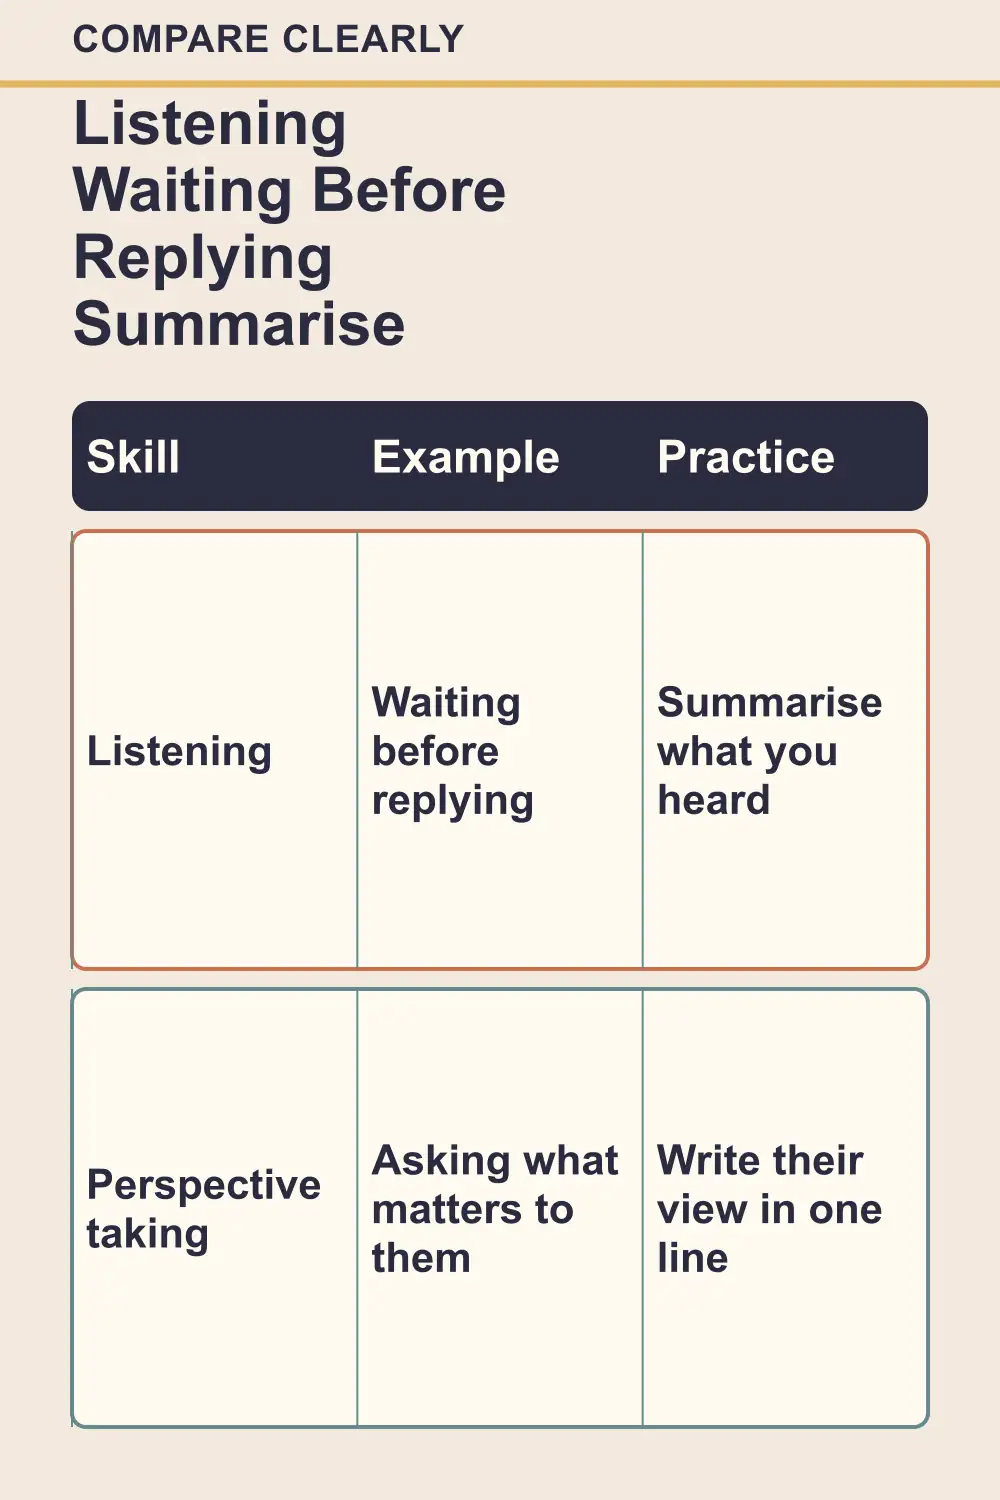 COMPARE CLEARLY
Listening
Waiting Before
Replying
Summarise
Skill Example Practice
Listening
Waiting
before
replying
Summarise
what you
heard
Perspective
taking
Asking what
matters to
them
Write their
view in one
line